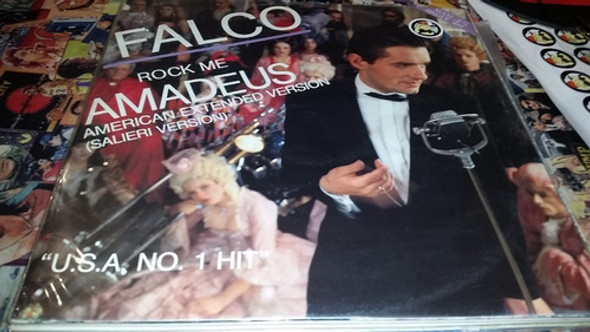 FALCO
ROCK ME
AMADEUS
AMERICAN EXTENDED VERSION
(SALIERI VERSION)
"U.S.A. NO. 1 HIT"